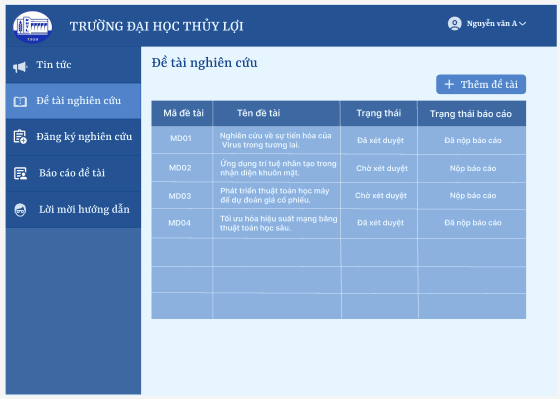 TRƯỜNG ĐẠI HỌC THỦY LỢI
Nguyễn văn A
1959
Tin tức
Đề tài nghiên cứu
Đăng ký nghiên cứu
Báo cáo đề tài
Lời mời hướng dẫn
Đề tài nghiên cứu
+ Thêm đề tài
Mã đề tài Tên đề tài Trạng thái Trạng thái báo cáo
MD01 Nghiên cứu về sự tiến hóa của Virus trong tương lai. Đã xét duyệt Đã nộp báo cáo
MD02 Ứng dụng trí tuệ nhân tạo trong nhận diện khuôn mặt. Chờ xét duyệt Nộp báo cáo
MD03 Phát triển thuật toán học máy để dự đoán giá cổ phiếu. Chờ xét duyệt Nộp báo cáo
MD04 Tối ưu hóa hiệu suất mạng bằng thuật toán học sâu. Đã xét duyệt Đã nộp báo cáo